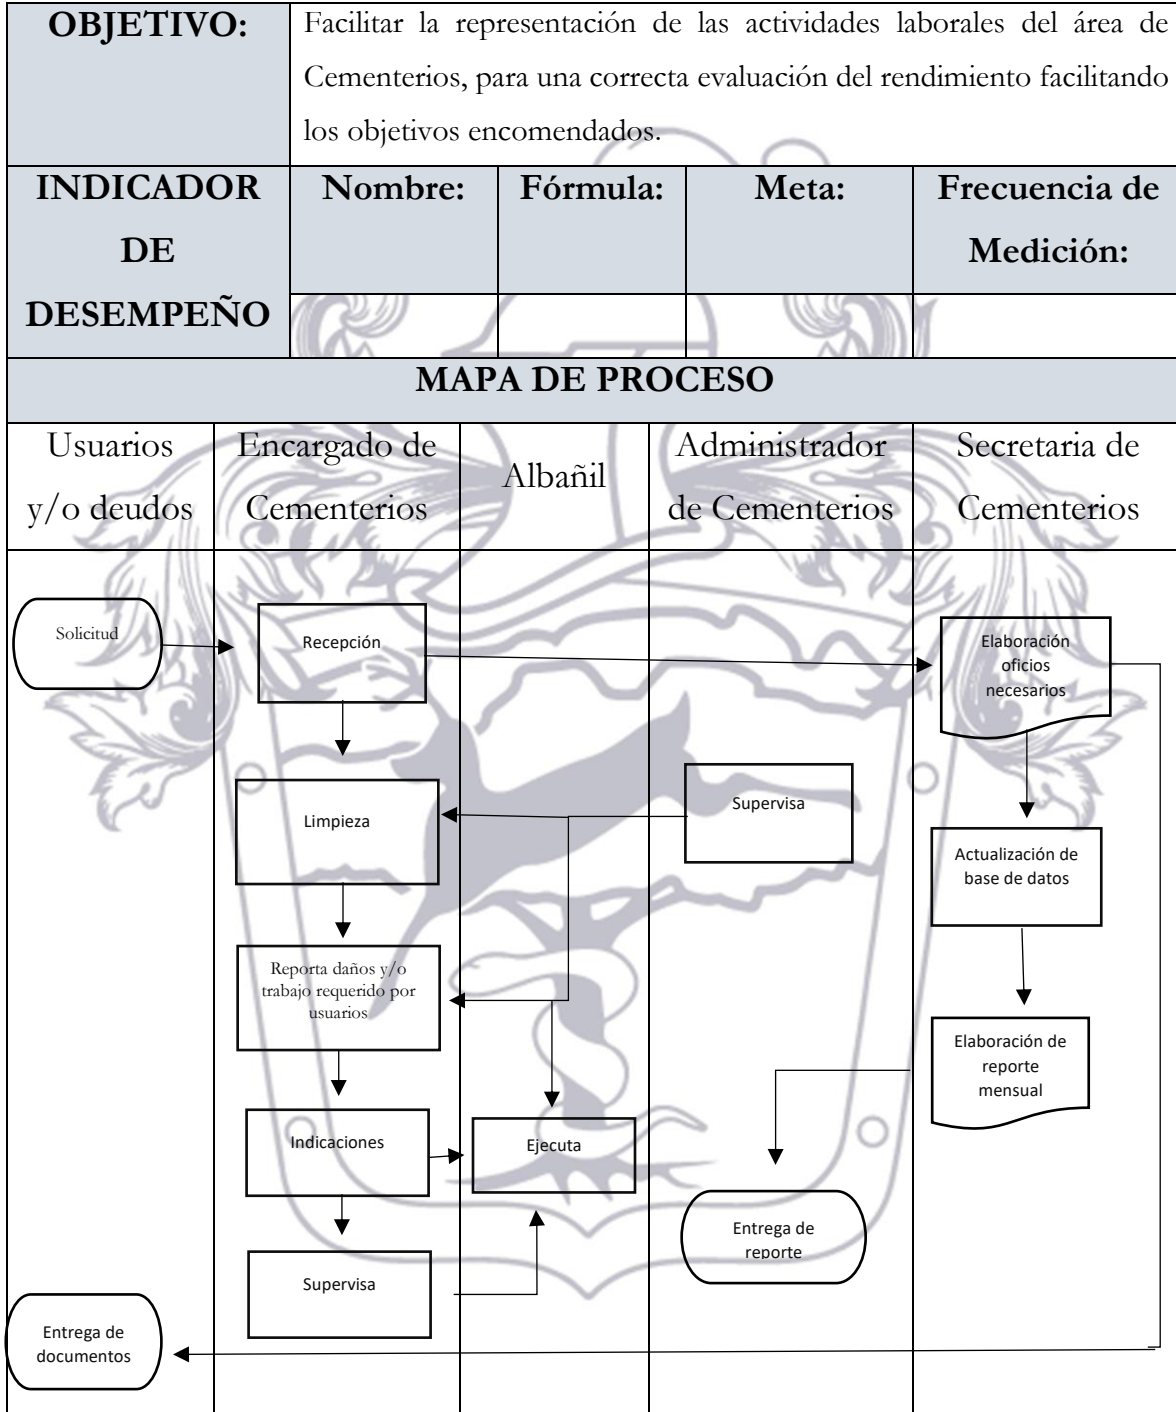 OBJETIVO:
Facilitar la representación de las actividades laborales del área de
Cementerios, para una correcta evaluación del rendimiento facilitando
los objetivos encomendados.
INDICADOR
DE
DESEMPEÑO
Nombre:
Fórmula:
Meta:
Frecuencia de
Medición:
MAPA DE PROCESO
Usuarios
y/o deudos
Encargado de
Cementerios
Albañil
Administrador
de Cementerios
Secretaria de
Cementerios
Solicitud
Recepción
Elaboración
oficios
necesarios
Limpieza
Supervisa
Actualización de
base de datos
Reporta daños y/o
trabajo requerido por
usuarios
Elaboración de
reporte
mensual
Indicaciones
Ejecuta
Entrega de
reporte
Supervisa
Entrega de
documentos